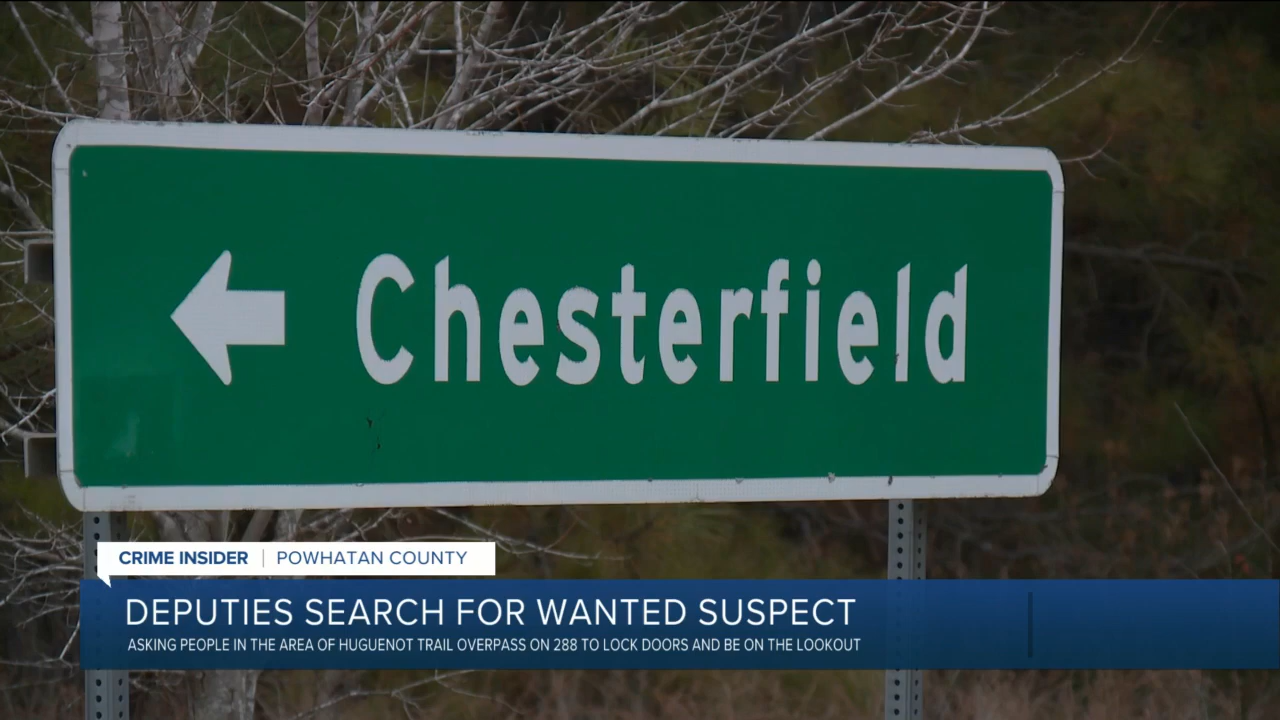 Chesterfield
CRIME INSIDER | POWHATAN COUNTY
DEPUTIES SEARCH FOR WANTED SUSPECT
ASKING PEOPLE IN THE AREA OF HUGUENOT TRAIL OVERPASS ON 288 TO LOCK DOORS AND BE ON THE LOOKOUT